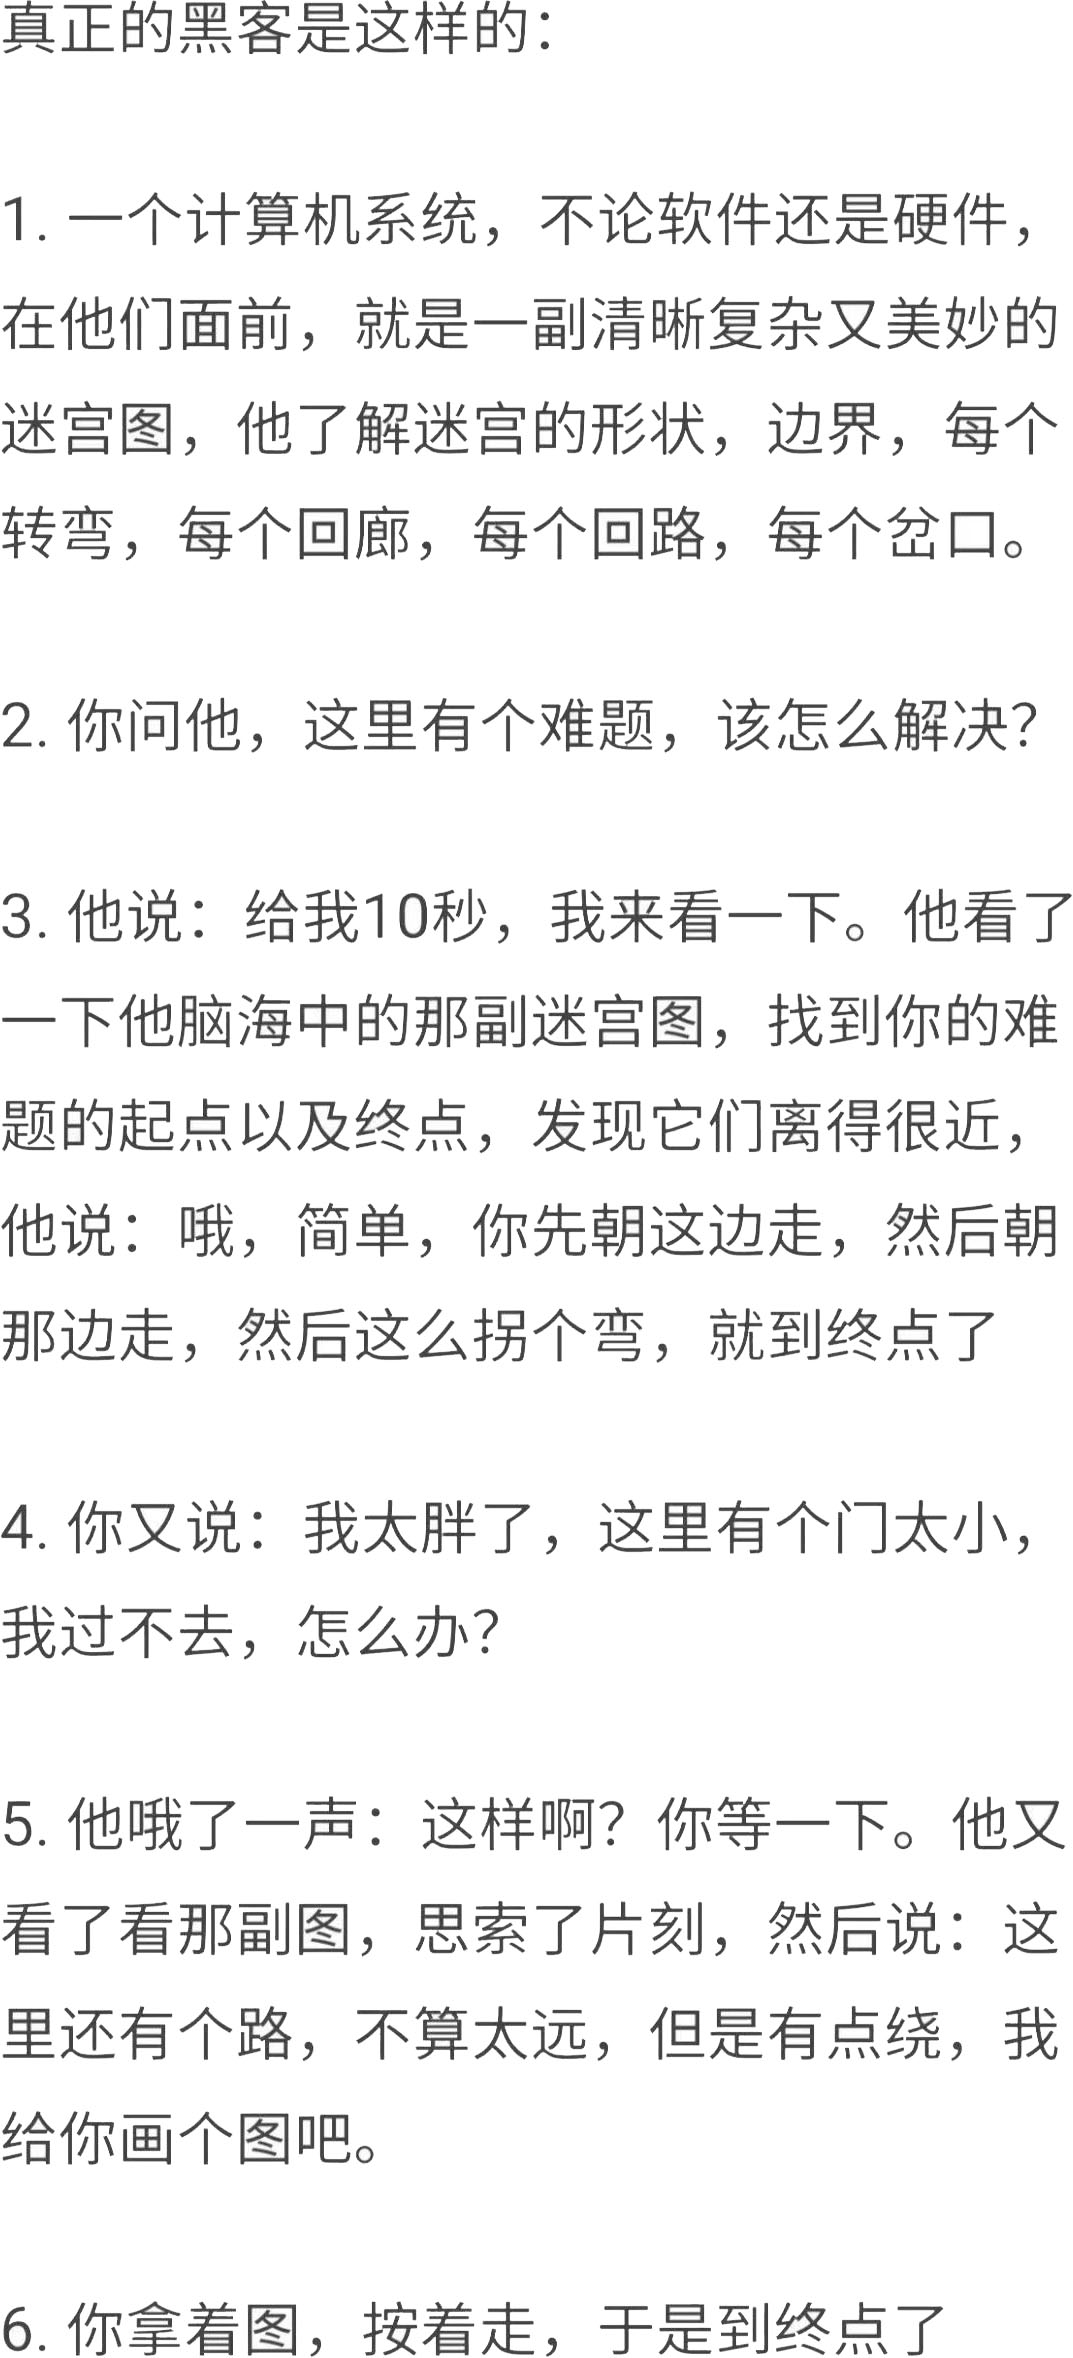 真正的黑客是这样的：
1. 一个计算机系统，不论软件还是硬件，
在他们面前，就是一副清晰复杂又美妙的
迷宫图，他了解迷宫的形状，边界，每个
转弯，每个回廊，每个回路，每个岔口。
2. 你问他，这里有个难题，该怎么解决？
3. 他说：给我10秒，我来看一下。他看了
一下他脑海中的那副迷宫图，找到你的难
题的起点以及终点，发现它们离得很近，
他说：哦，简单，你先朝这边走，然后朝
那边走，然后这么拐个弯，就到终点了
4. 你又说：我太胖了，这里有个门太小，
我过不去，怎么办？
5. 他哦了一声：这样啊？你等一下。他又
看了看那副图，思索了片刻，然后说：这
里还有个路，不算太远，但是有点绕，我
给你画个图吧。
6. 你拿着图，按着走，于是到终点了